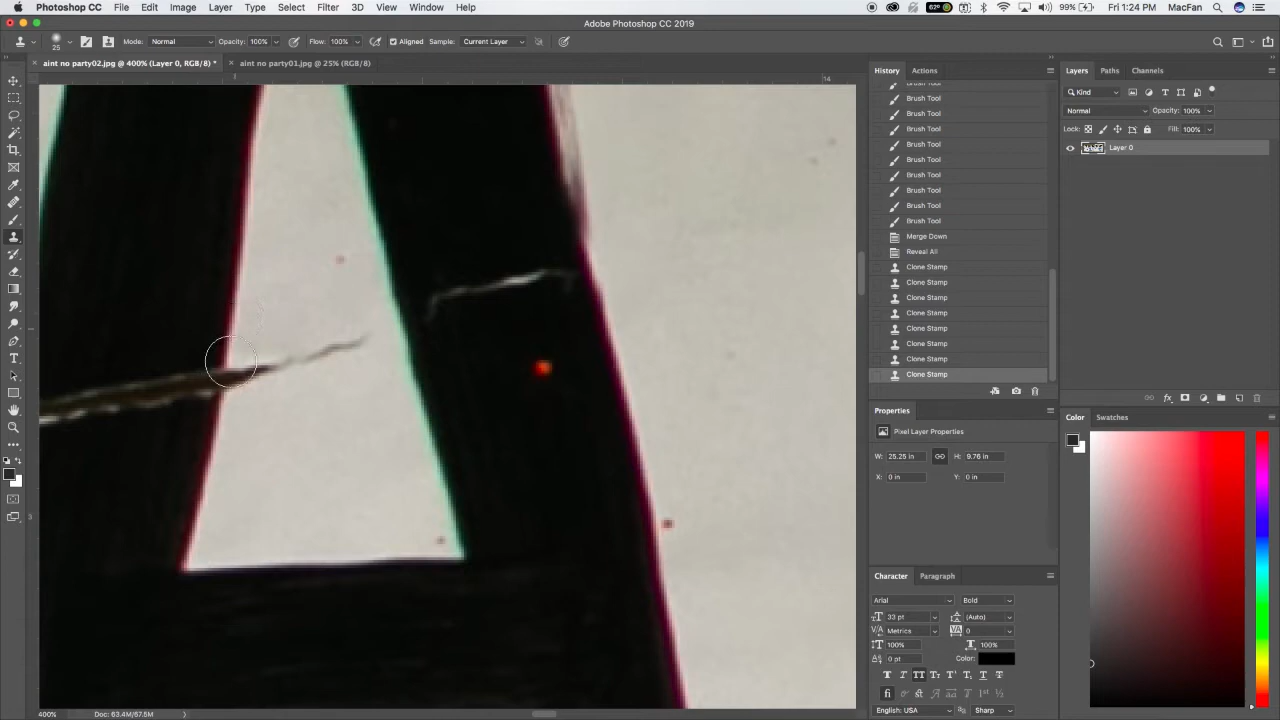 Photoshop CC File Edit Image Layer Type Select Filter 3D View Window Help 62° 99% Fri 1:24 PM MacFan
Adobe Photoshop CC 2019
25 Mode: Normal Opacity: 100% Flow: 100% Aligned Sample: Current Layer
aint no party02.jpg @ 400% (Layer 0, RGB/8) * aint no party01.jpg @ 25% (RGB/8)
14
History Actions
Brush Tool
Brush Tool
Brush Tool
Brush Tool
Brush Tool
Brush Tool
Brush Tool
Brush Tool
Brush Tool
Merge Down
Reveal All
Clone Stamp
Clone Stamp
Clone Stamp
Clone Stamp
Clone Stamp
Clone Stamp
Clone Stamp
Clone Stamp
Properties
Pixel Layer Properties
W: 25.25 in H: 9.76 in
X: 0 in Y: 0 in
Character Paragraph
Arial Bold
33 pt (Auto)
Metrics 0
100% 100%
0 pt Color:
English: USA Sharp
Layers Paths Channels
Kind
Normal Opacity: 100%
Lock: Fill: 100%
Layer 0
Color Swatches
400% Doc: 63.4M/67.5M